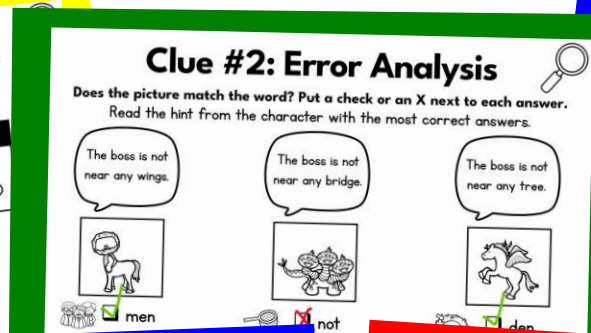 Clue #2: Error Analysis
Does the picture match the word? Put a check or an X next to each answer.
Read the hint from the character with the most correct answers.
The boss is not
near any wings.
The boss is not
near any bridge.
The boss is not
near any tree.
men
not
den